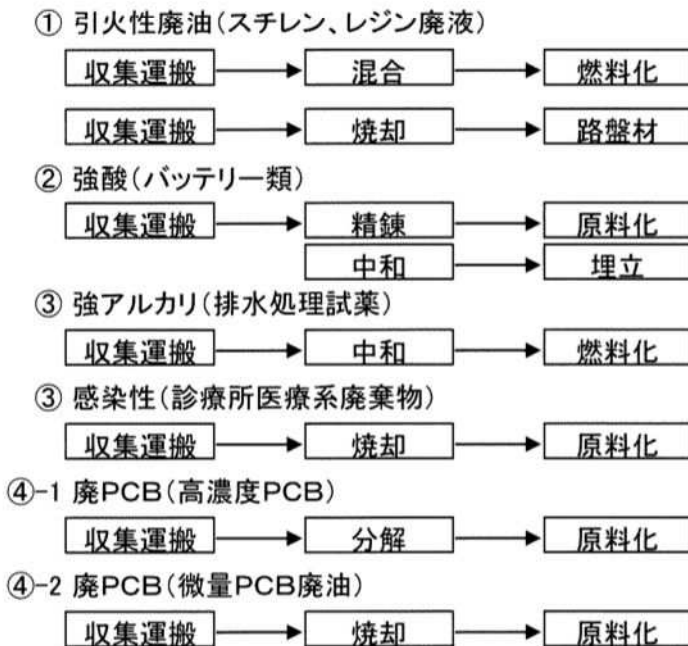 ① 引火性廃油(スチレン、レジン廃液)
収集運搬 混合 燃料化
収集運搬 焼却 路盤材
② 強酸(バッテリー類)
収集運搬 精錬 原料化
中和 埋立
③ 強アルカリ(排水処理試薬)
収集運搬 中和 燃料化
③ 感染性(診療所医療系廃棄物)
収集運搬 焼却 原料化
④-1 廃PCB(高濃度PCB)
収集運搬 分解 原料化
④-2 廃PCB(微量PCB廃油)
収集運搬 焼却 原料化